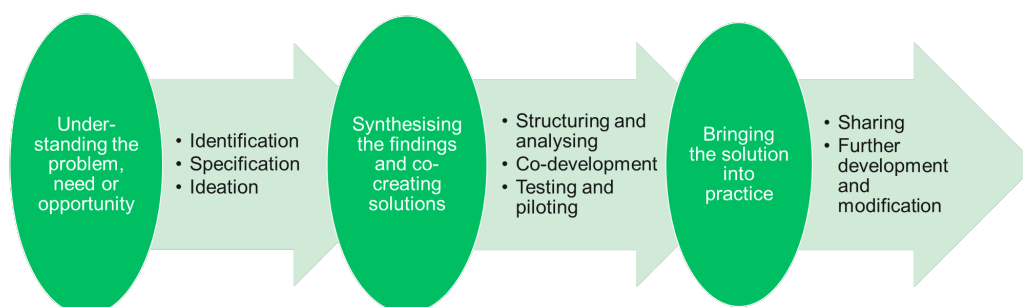 Under-
standing the
problem,
need or
opportunity
• Identification
• Specification
• Ideation
Synthesising
the findings
and co-
creating
solutions
• Structuring and
analysing
• Co-development
• Testing and
piloting
Bringing
the solution
into
practice
• Sharing
• Further
development
and
modification